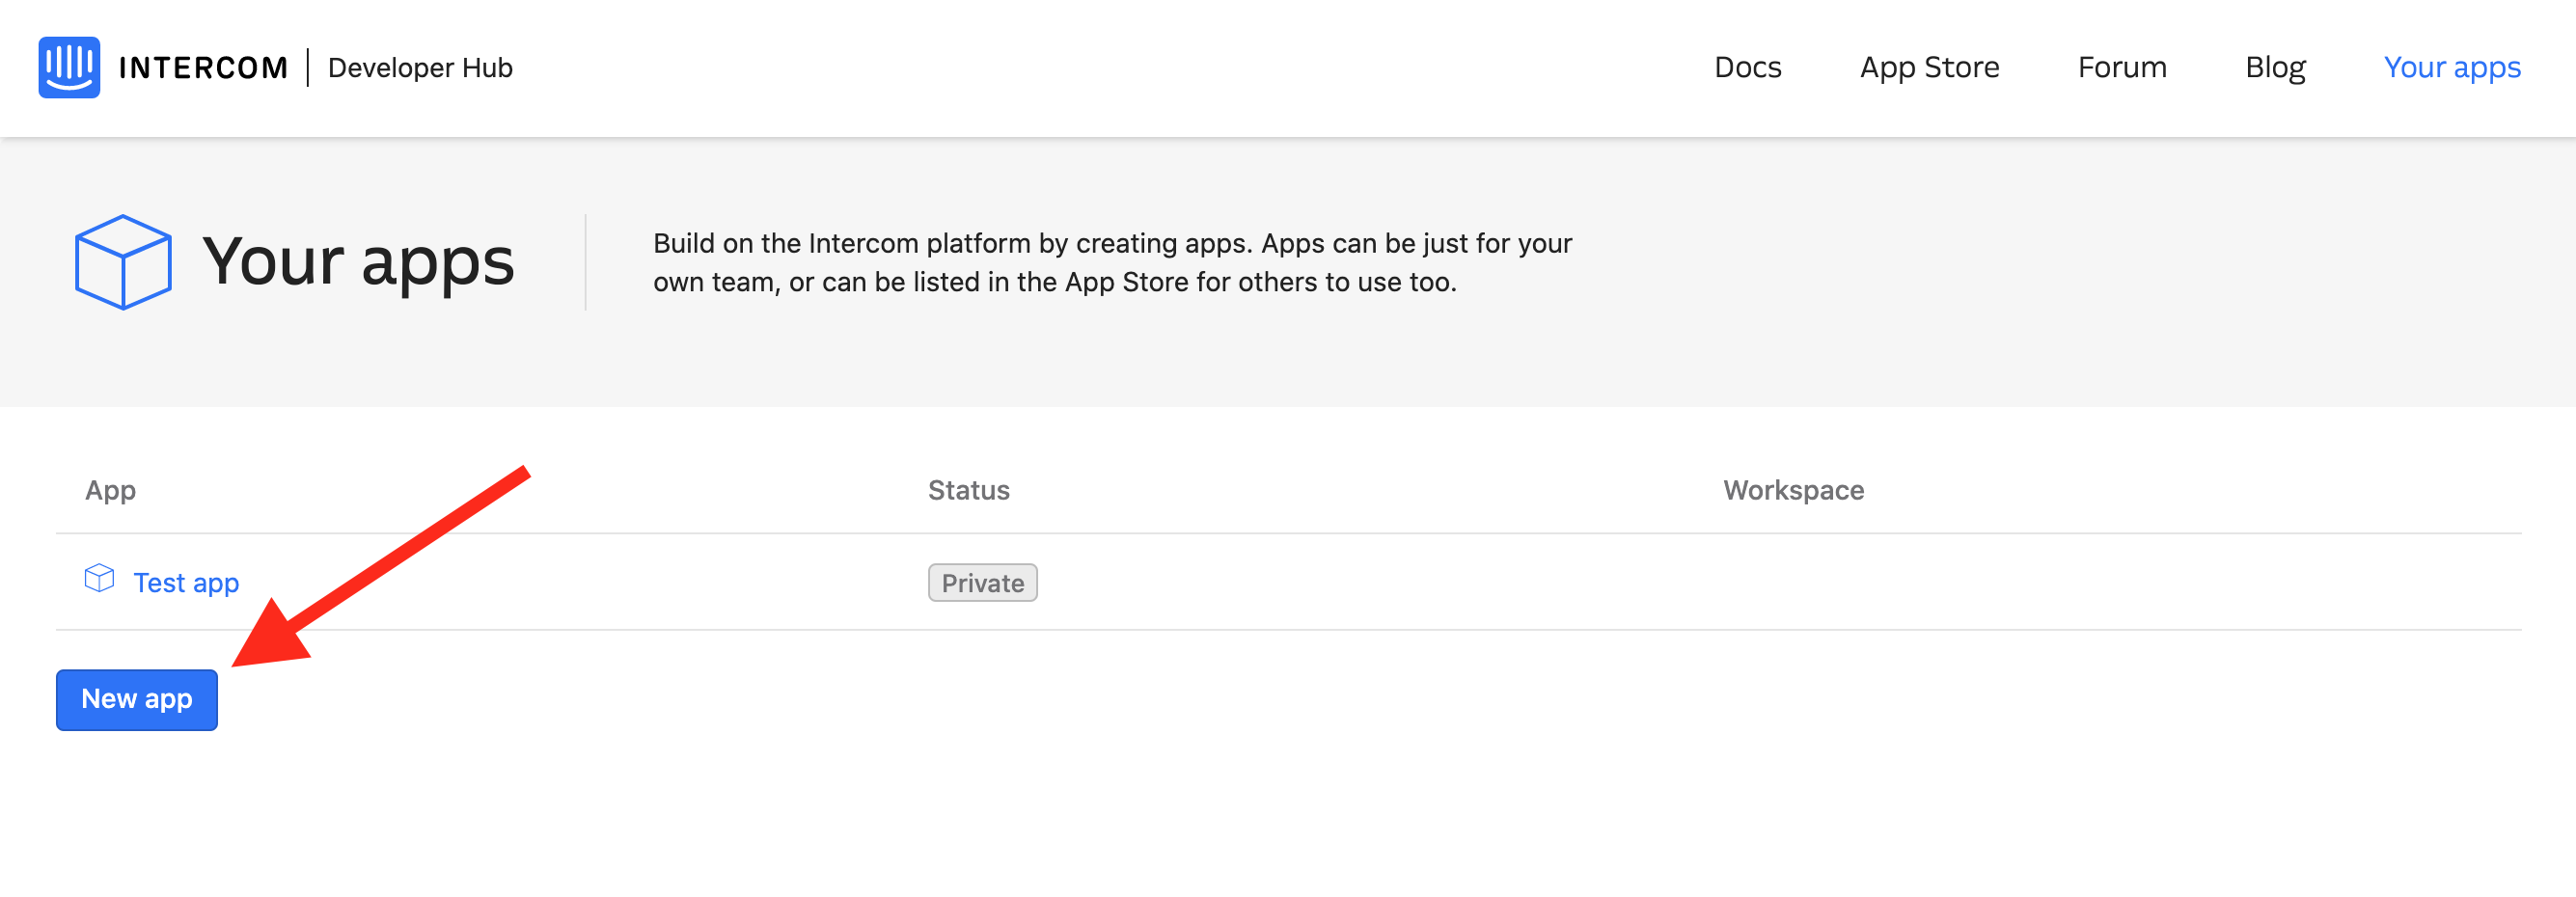 INTERCOM | Developer Hub Docs App Store Forum Blog Your apps
Your apps
Build on the Intercom platform by creating apps. Apps can be just for your
own team, or can be listed in the App Store for others to use too.
App Status Workspace
Test app Private
New app